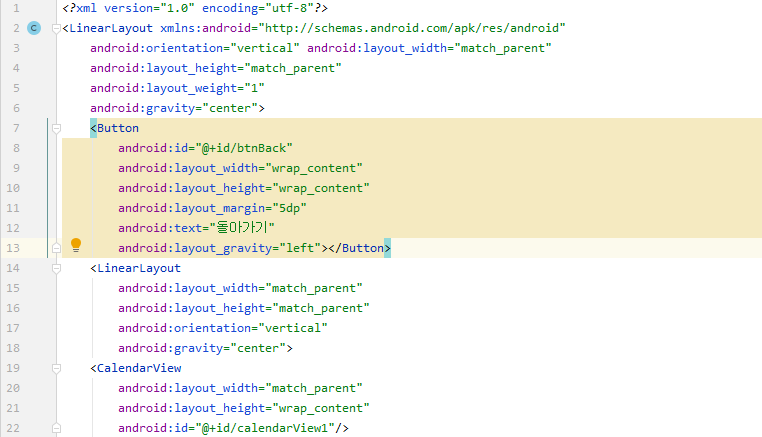 1 <?xml version="1.0" encoding="utf-8"?>
2 C <LinearLayout xmlns:android="http://schemas.android.com/apk/res/android"
3 android:orientation="vertical" android:layout_width="match_parent"
4 android:layout_height="match_parent"
5 android:layout_weight="1"
6 android:gravity="center">
7 <Button
8 android:id="@+id/btnBack"
9 android:layout_width="wrap_content"
10 android:layout_height="wrap_content"
11 android:layout_margin="5dp"
12 android:text="돌아가기"
13 android:layout_gravity="left"></Button>
14 <LinearLayout
15 android:layout_width="match_parent"
16 android:layout_height="match_parent"
17 android:orientation="vertical"
18 android:gravity="center">
19 <CalendarView
20 android:layout_width="match_parent"
21 android:layout_height="wrap_content"
22 android:id="@+id/calendarView1"/>